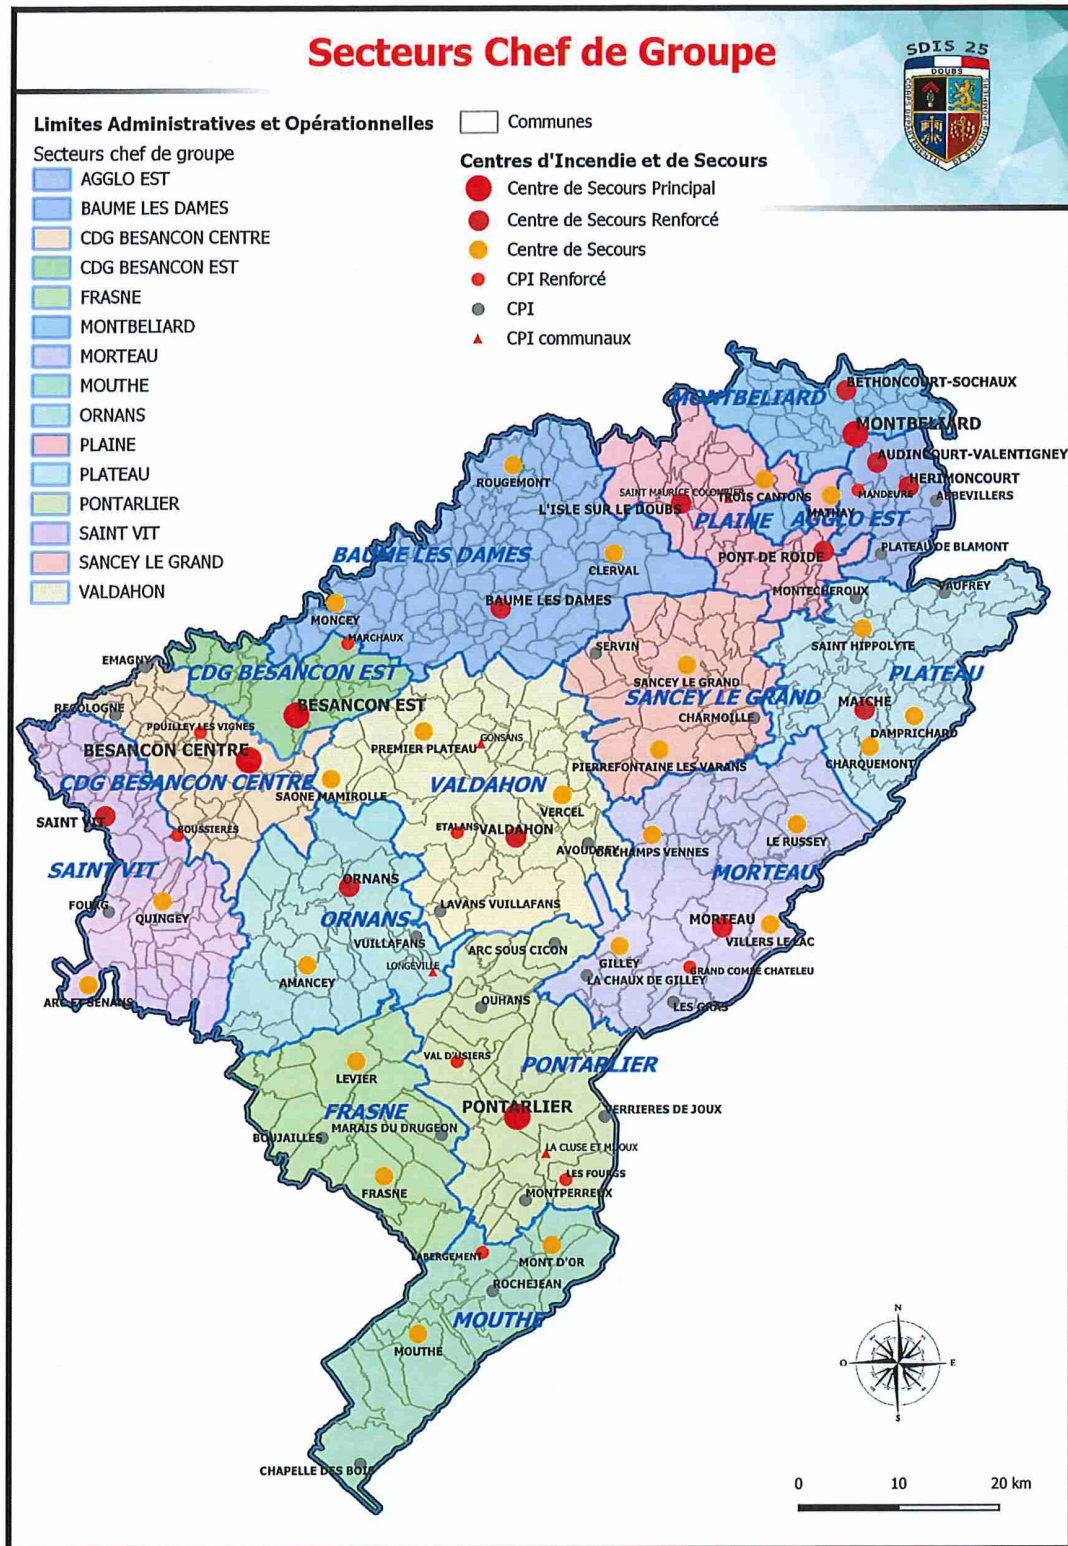 Secteurs Chef de Groupe
SDIS 25
DOUBS
CORPS DEPARTEMENTAL DE SAPEURS-POMPIERS
Limites Administratives et Opérationnelles
Secteurs chef de groupe
AGGLO EST
BAUME LES DAMES
CDG BESANCON CENTRE
CDG BESANCON EST
FRASNE
MONTBELIARD
MORTEAU
MOUTHE
ORNANS
PLAINE
PLATEAU
PONTARLIER
SAINT VIT
SANCEY LE GRAND
VALDAHON
Communes
Centres d'Incendie et de Secours
Centre de Secours Principal
Centre de Secours Renforcé
Centre de Secours
CPI Renforcé
CPI
CPI communaux
BETHONCOURT-SOCHAUX
MONTBELIARD
MONTBELIARD
AUDINCOURT-VALENTIGNEY
HERIMONCOURT
MANDEURE
ABBEVILLERS
ROUGEMONT
SAINT MAURICE COLOMBIER
TROIS CANTONS
L'ISLE SUR LE DOUBS
MATHAY
PLAINE
AGGLO EST
BAUME LES DAMES
PONT DE ROIDE
PLATEAU DE BLAMONT
CLERVAL
BAUME LES DAMES
MONTECHEROUX
VAUFREY
MONCEY
MARCHAUX
SERVIN
SAINT HIPPOLYTE
EMAGNY
CDG BESANCON EST
SANCEY LE GRAND
PLATEAU
SANCEY LE GRAND
RECOLOGNE
BESANCON EST
MAICHE
POUILLEY LES VIGNES
CHARMOILLE
DAMPRICHARD
BESANCON CENTRE
PREMIER PLATEAU
GONSANS
PIERREFONTAINE LES VARANS
CHARQUEMONT
CDG BESANCON CENTRE
SAONE MAMIROLLE
VALDAHON
VERCEL
SAINT VIT
BOUSSIERES
ETALANS
VALDAHON
AVOUDREY
ORCHAMPS VENNES
LE RUSSEY
SAINT VIT
ORNANS
MORTEAU
FOURG
QUINGEY
ORNANS
LAVANS VUILLAFANS
MORTEAU
VILLERS LE LAC
VUILLAFANS
ARC SOUS CICON
GILLEY
LONGEVILLE
GRAND COMBE CHATELEU
AMANCEY
LA CHAUX DE GILLEY
ARC ET SENANS
OUHANS
LES GRAS
VAL D'USIERS
PONTARLIER
LEVIER
PONTARLIER
FRASNE
VERRIERES DE JOUX
BOUJAILLES
MARAIS DU DRUGEON
LA CLUSE ET MIJOUX
LES FOURGS
FRASNE
MONTPERREUX
LABERGEMENT
MONT D'OR
ROCHEJEAN
MOUTHE
MOUTHE
CHAPELLE DES BOIS
N
O
E
S
0 10 20 km